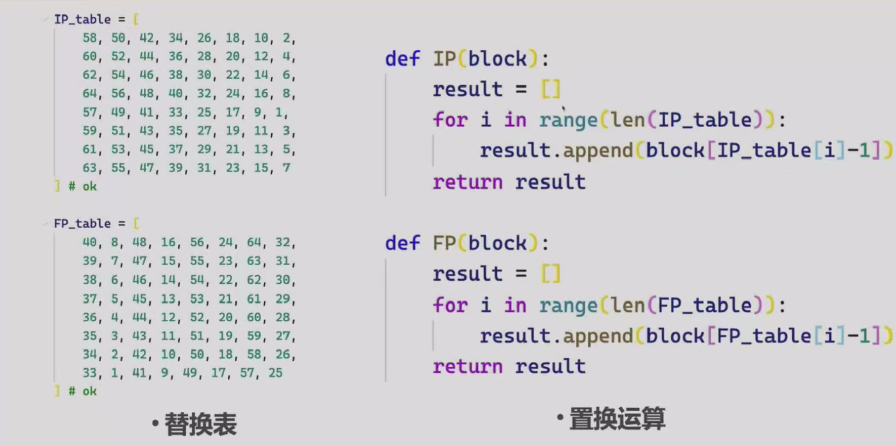 IP_table = [
58, 50, 42, 34, 26, 18, 10, 2,
60, 52, 44, 36, 28, 20, 12, 4,
62, 54, 46, 38, 30, 22, 14, 6,
64, 56, 48, 40, 32, 24, 16, 8,
57, 49, 41, 33, 25, 17, 9, 1,
59, 51, 43, 35, 27, 19, 11, 3,
61, 53, 45, 37, 29, 21, 13, 5,
63, 55, 47, 39, 31, 23, 15, 7
] # ok
FP_table = [
40, 8, 48, 16, 56, 24, 64, 32,
39, 7, 47, 15, 55, 23, 63, 31,
38, 6, 46, 14, 54, 22, 62, 30,
37, 5, 45, 13, 53, 21, 61, 29,
36, 4, 44, 12, 52, 20, 60, 28,
35, 3, 43, 11, 51, 19, 59, 27,
34, 2, 42, 10, 50, 18, 58, 26,
33, 1, 41, 9, 49, 17, 57, 25
] # ok
• 替换表
def IP(block):
result = []
for i in range(len(IP_table)):
result.append(block[IP_table[i]-1])
return result
def FP(block):
result = []
for i in range(len(FP_table)):
result.append(block[FP_table[i]-1])
return result
• 置换运算